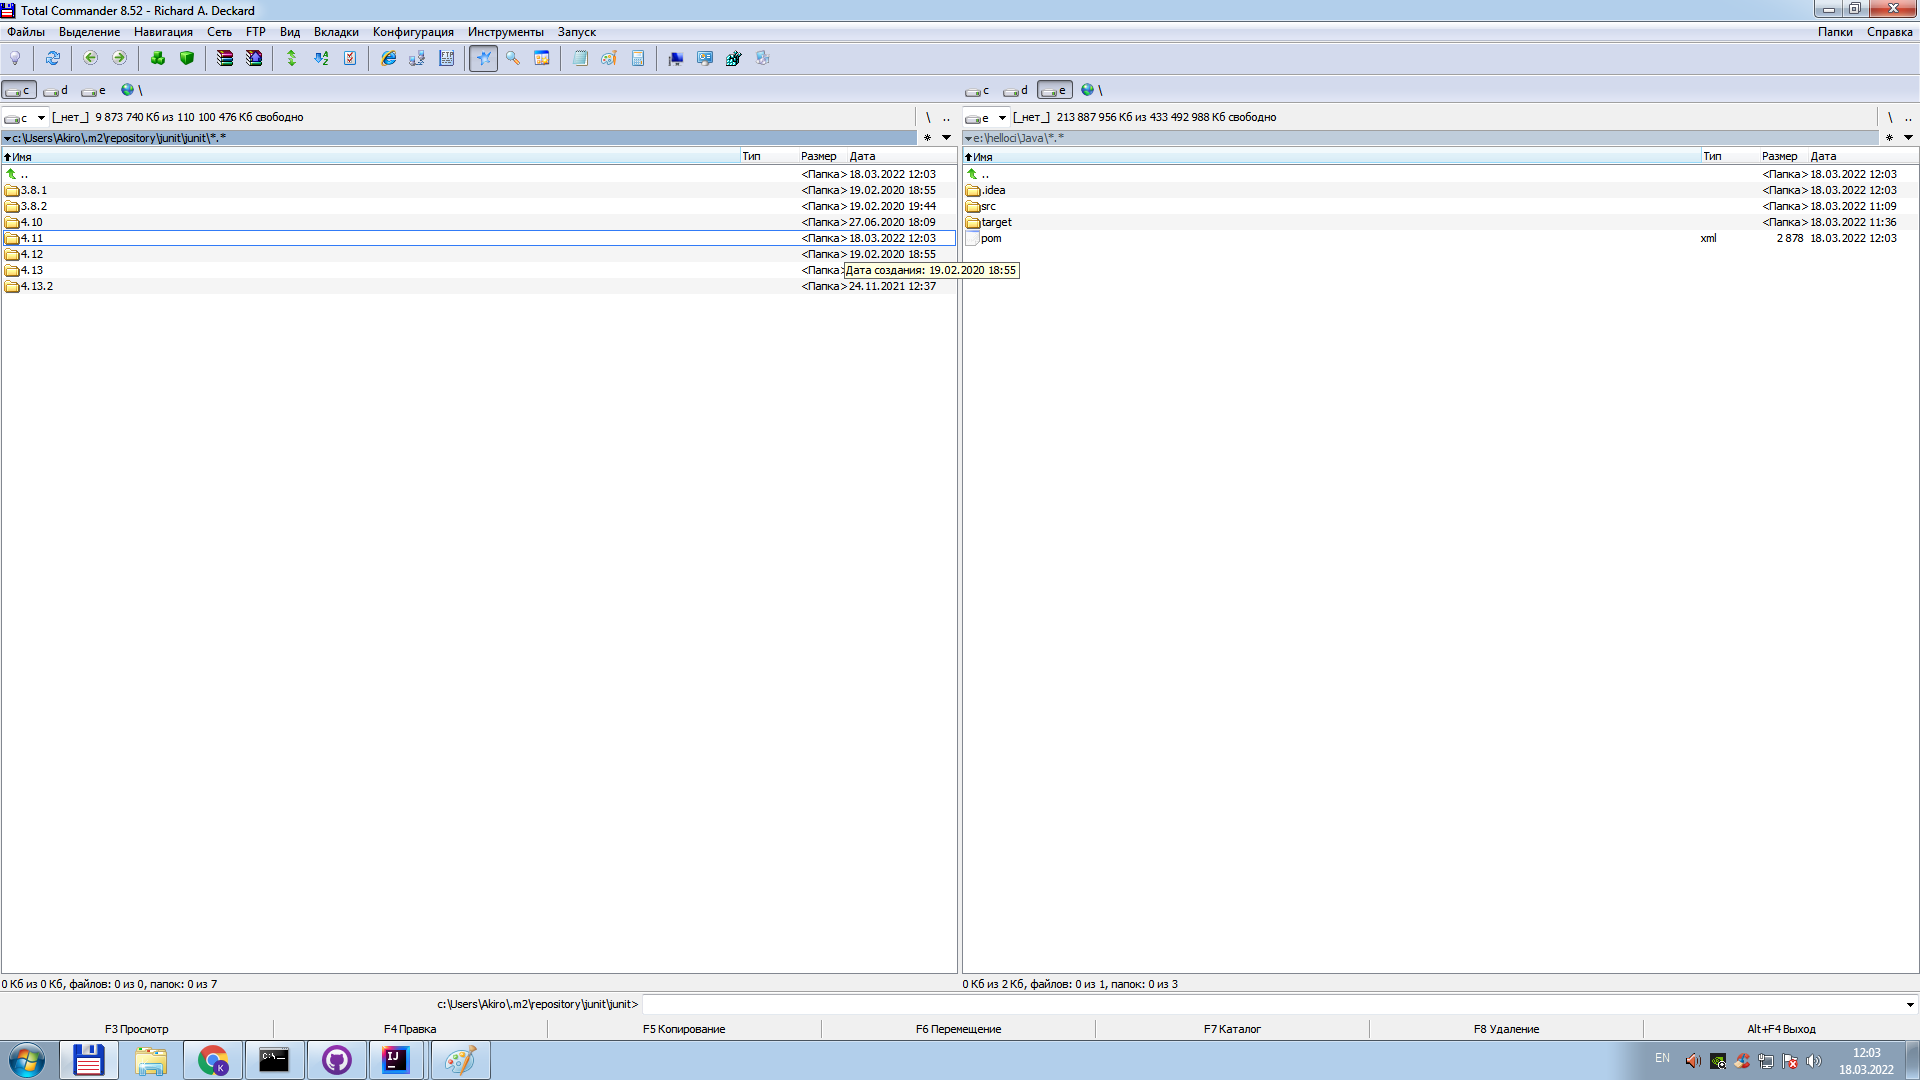 Total Commander 8.52 - Richard A. Deckard
Файлы Выделение Навигация Сеть FTP Вид Вкладки Конфигурация Инструменты Запуск Папки Справка
c d e \ c d e \
c [_нет_] 9 873 740 Кб из 110 100 476 Кб свободно \ .. e [_нет_] 213 887 956 Кб из 433 492 988 Кб свободно \ ..
c:\Users\Akiro\.m2\repository\junit\junit\*.* * e:\helloci\Java\*.* *
Имя Тип Размер Дата Имя Тип Размер Дата
.. <Папка> 18.03.2022 12:03 .. <Папка> 18.03.2022 12:03
3.8.1 <Папка> 19.02.2020 18:55 .idea <Папка> 18.03.2022 12:03
3.8.2 <Папка> 19.02.2020 19:44 src <Папка> 18.03.2022 11:09
4.10 <Папка> 27.06.2020 18:09 target <Папка> 18.03.2022 11:36
4.11 <Папка> 18.03.2022 12:03 pom xml 2 878 18.03.2022 12:03
4.12 <Папка> 19.02.2020 18:55
4.13 <Папка> Дата создания: 19.02.2020 18:55
4.13.2 <Папка> 24.11.2021 12:37
0 Кб из 0 Кб, файлов: 0 из 0, папок: 0 из 7 0 Кб из 2 Кб, файлов: 0 из 1, папок: 0 из 3
c:\Users\Akiro\.m2\repository\junit\junit>
F3 Просмотр F4 Правка F5 Копирование F6 Перемещение F7 Каталог F8 Удаление Alt+F4 Выход
K C:\ IJ EN 12:03
18.03.2022